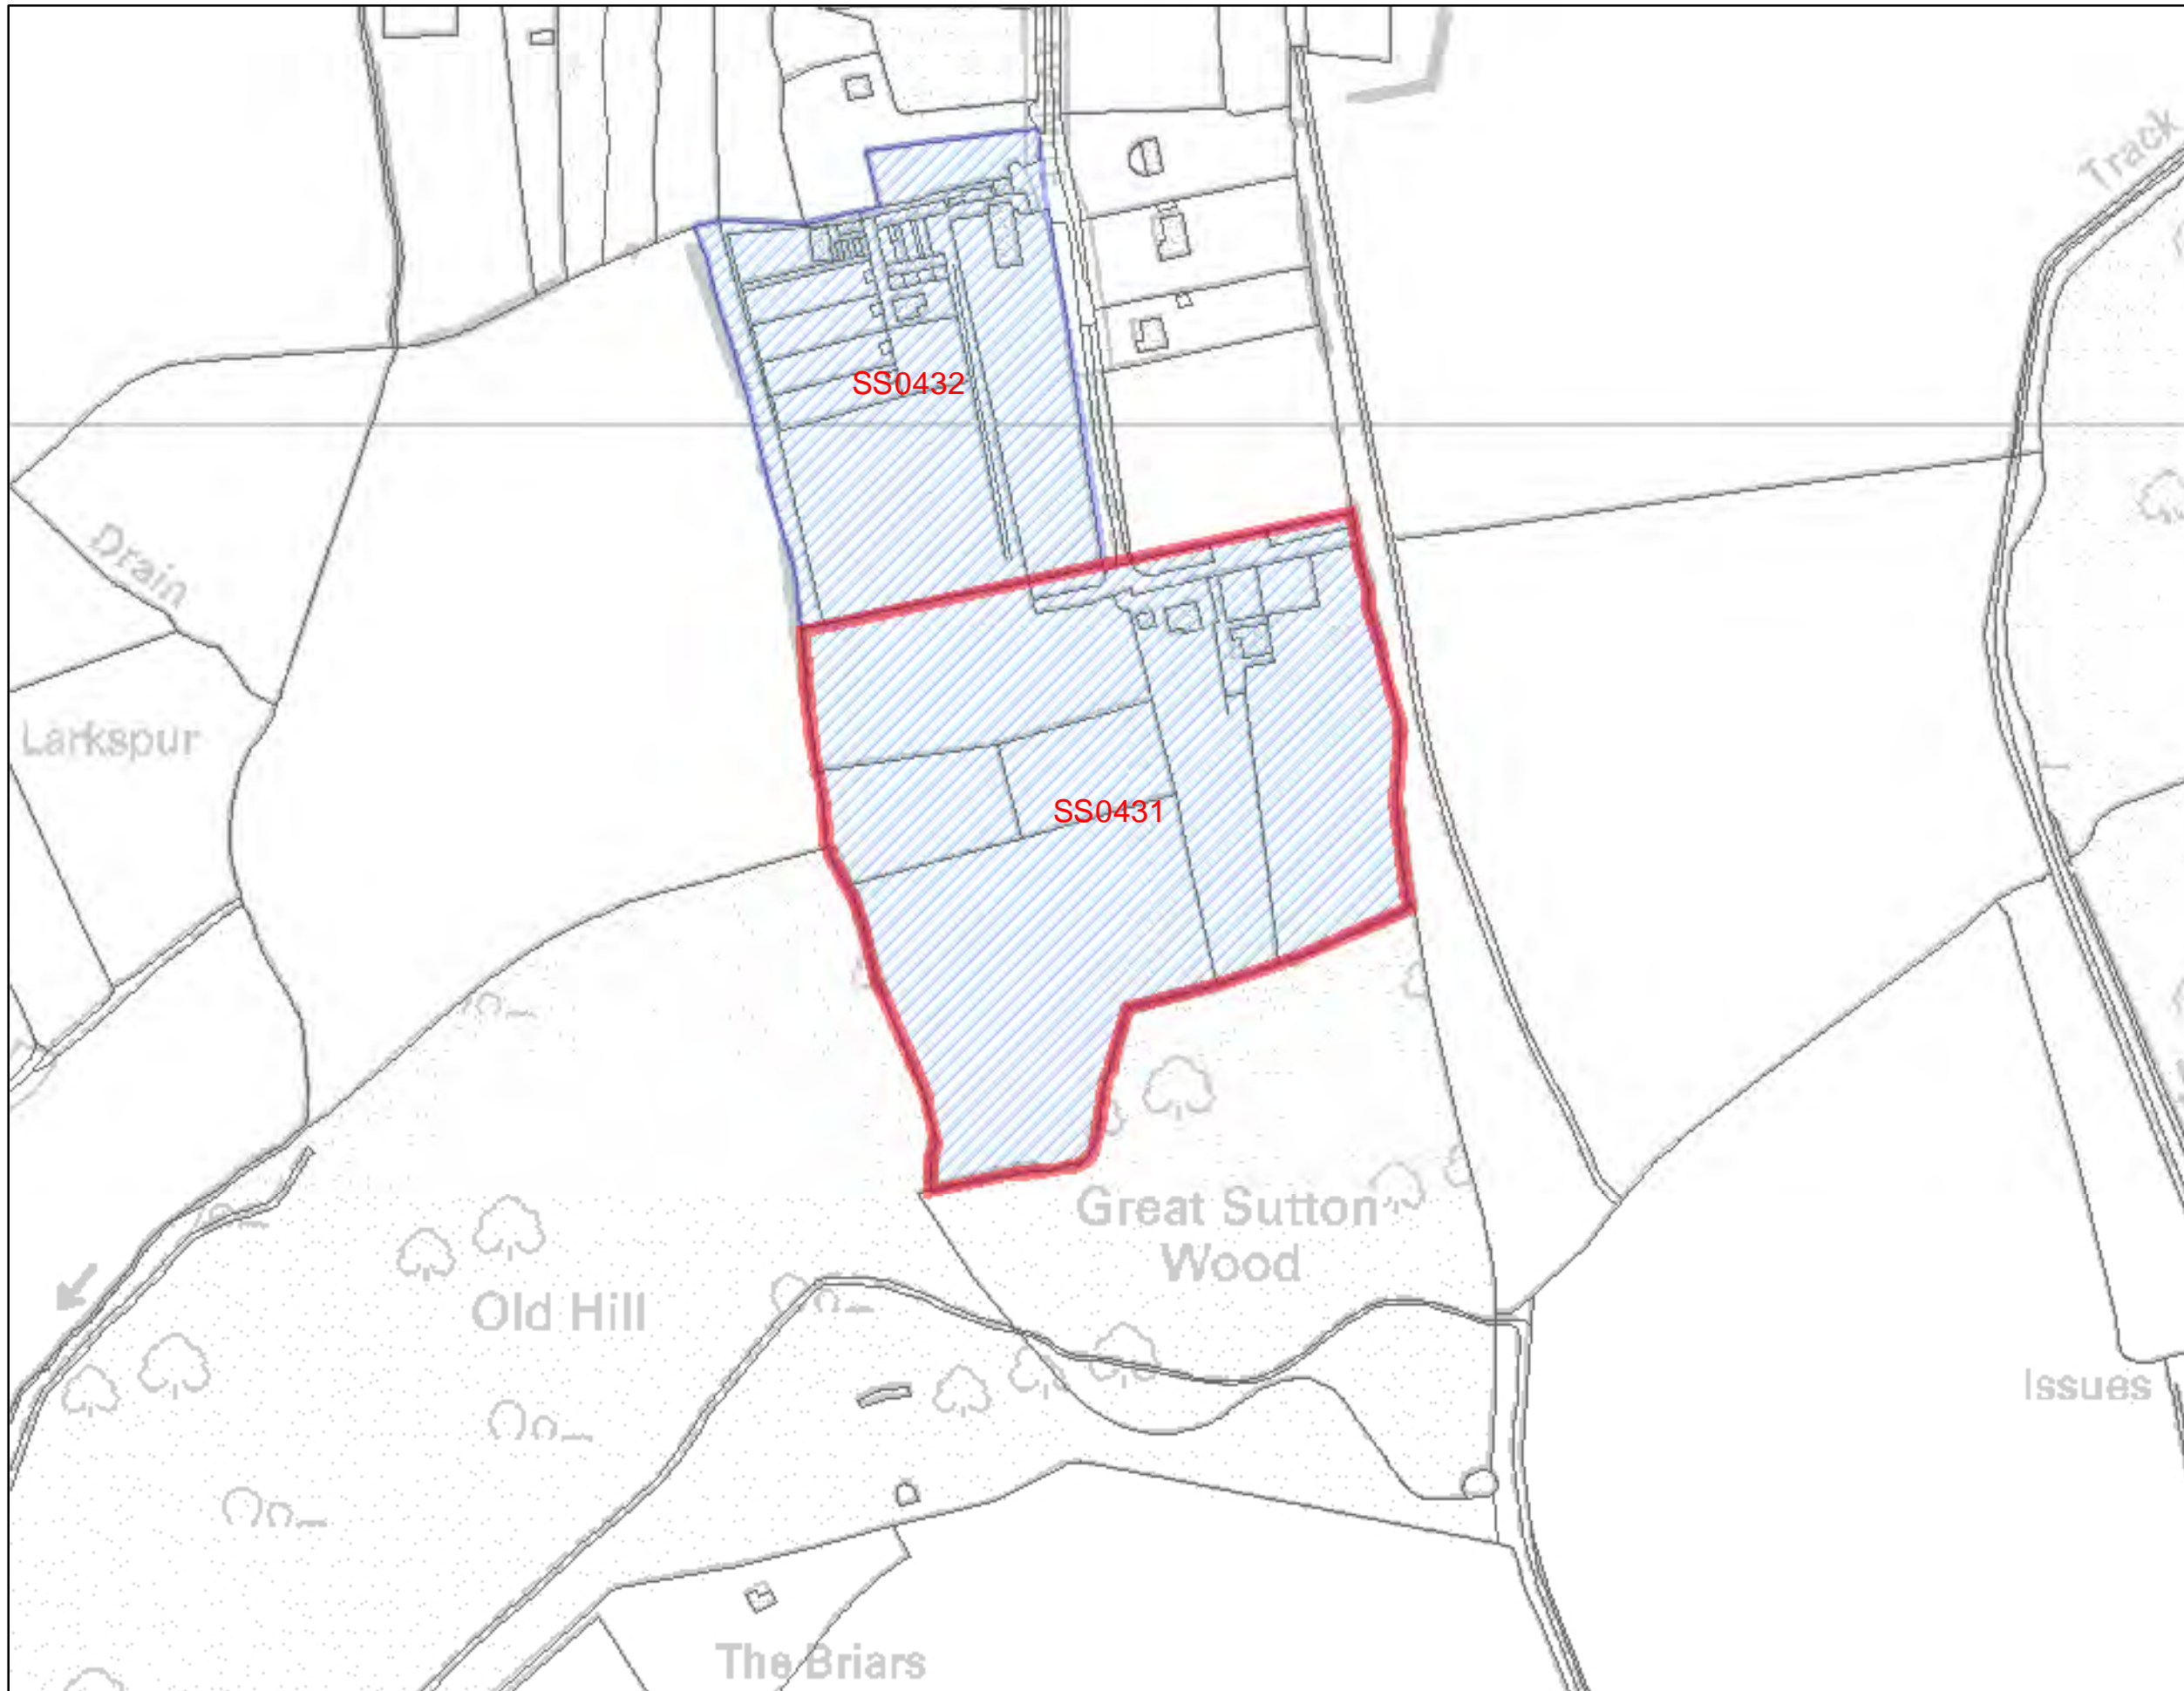 Track
SS0432
Drain
Larkspur
SS0431
Great Sutton
Wood
Old Hill
Issues
The Briars